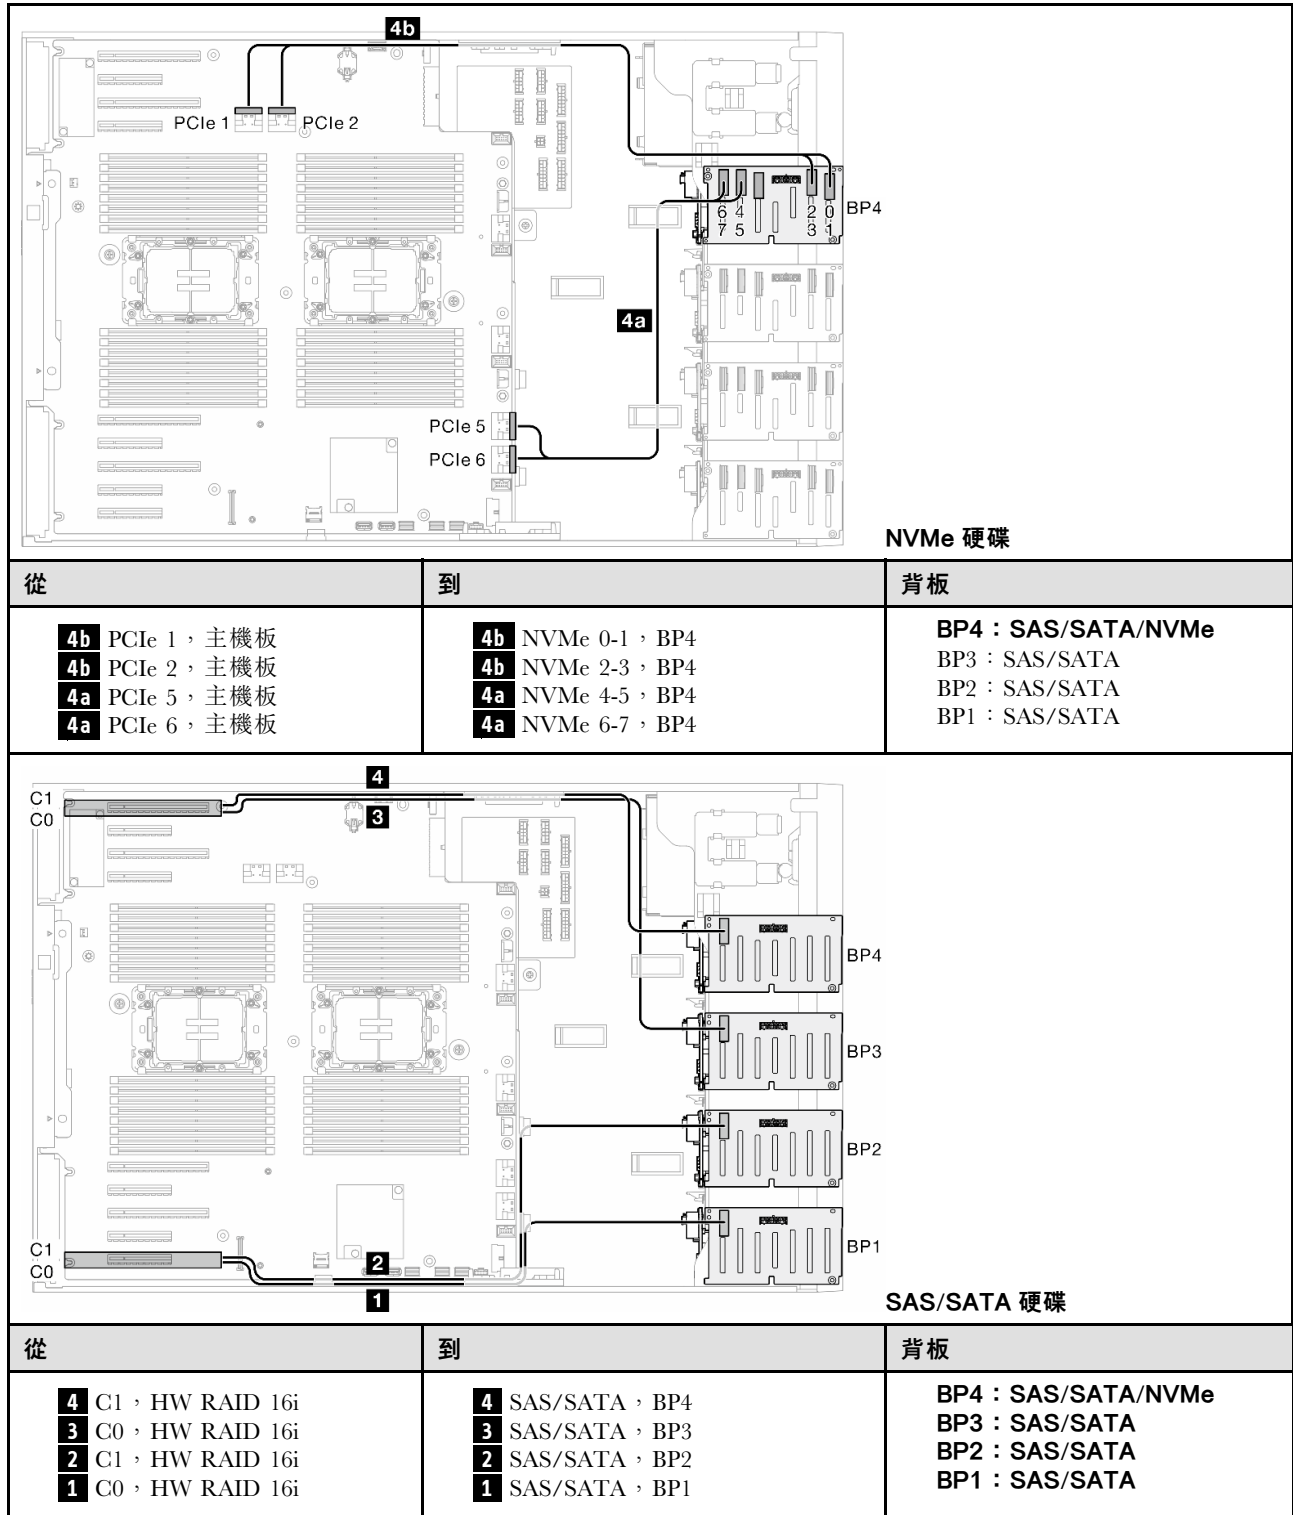 4b
PCIe 1
PCIe 2
6 4 2 0
7 5 3 1
BP4
4a
PCIe 5
PCIe 6
NVMe 硬碟
從
到
背板
4b PCIe 1，主機板
4b PCIe 2，主機板
4a PCIe 5，主機板
4a PCIe 6，主機板
4b NVMe 0-1，BP4
4b NVMe 2-3，BP4
4a NVMe 4-5，BP4
4a NVMe 6-7，BP4
BP4：SAS/SATA/NVMe
BP3：SAS/SATA
BP2：SAS/SATA
BP1：SAS/SATA
4
C1
C0
3
BP4
BP3
BP2
C1
C0
2
BP1
1
SAS/SATA 硬碟
從
到
背板
4 C1，HW RAID 16i
3 C0，HW RAID 16i
2 C1，HW RAID 16i
1 C0，HW RAID 16i
4 SAS/SATA，BP4
3 SAS/SATA，BP3
2 SAS/SATA，BP2
1 SAS/SATA，BP1
BP4：SAS/SATA/NVMe
BP3：SAS/SATA
BP2：SAS/SATA
BP1：SAS/SATA